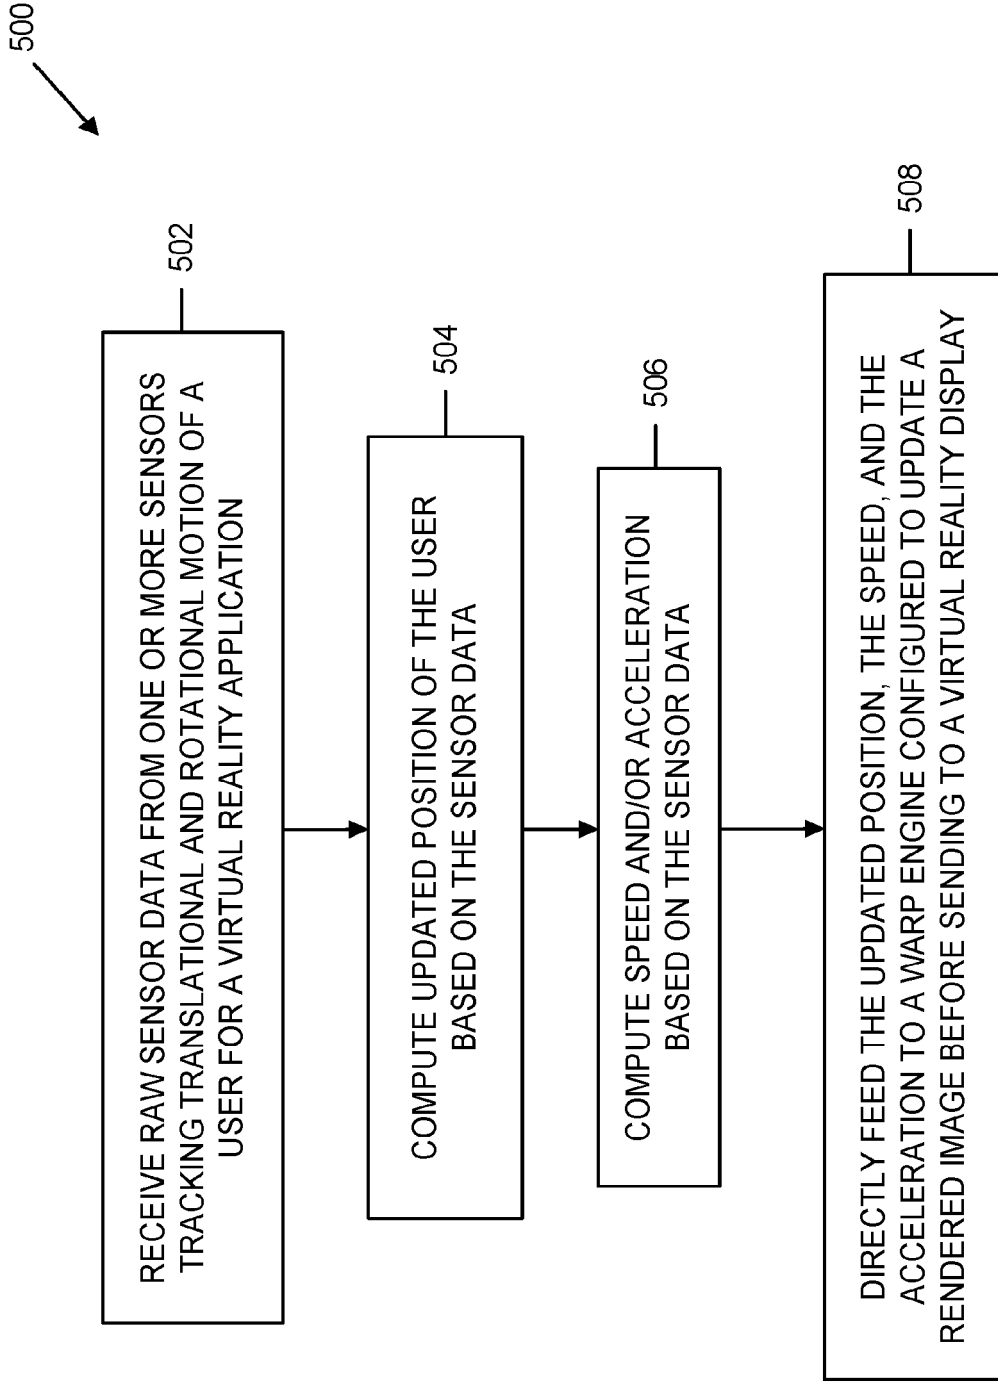 500
502
RECEIVE RAW SENSOR DATA FROM ONE OR MORE SENSORS
TRACKING TRANSLATIONAL AND ROTATIONAL MOTION OF A
USER FOR A VIRTUAL REALITY APPLICATION
504
COMPUTE UPDATED POSITION OF THE USER
BASED ON THE SENSOR DATA
506
COMPUTE SPEED AND/OR ACCELERATION
BASED ON THE SENSOR DATA
508
DIRECTLY FEED THE UPDATED POSITION, THE SPEED, AND THE
ACCELERATION TO A WARP ENGINE CONFIGURED TO UPDATE A
RENDERED IMAGE BEFORE SENDING TO A VIRTUAL REALITY DISPLAY